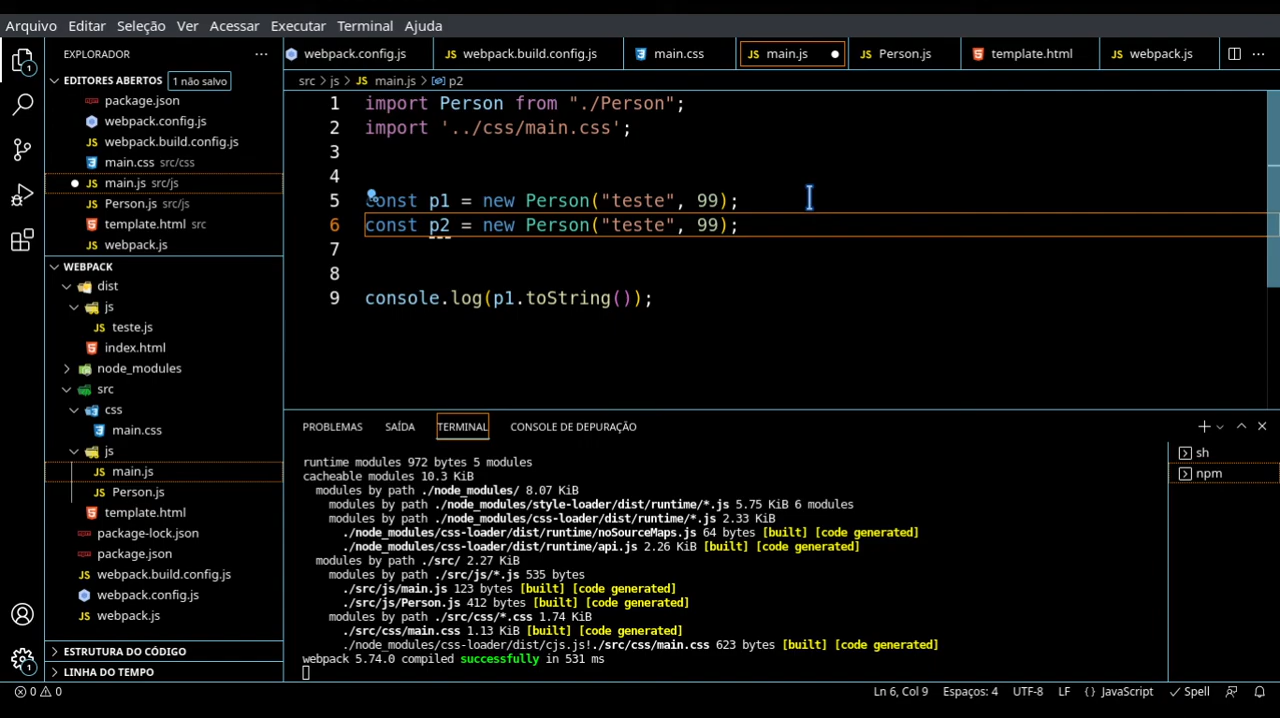 Arquivo Editar Seleção Ver Acessar Executar Terminal Ajuda
EXPLORADOR
webpack.config.js webpack.build.config.js main.css main.js Person.js template.html webpack.js
EDITORES ABERTOS 1 não salvo
package.json
webpack.config.js
webpack.build.config.js
main.css src/css
main.js src/js
Person.js src/js
template.html src
webpack.js
WEBPACK
dist
js
teste.js
index.html
node_modules
src
css
main.css
js
main.js
Person.js
template.html
package-lock.json
package.json
webpack.build.config.js
webpack.config.js
webpack.js
ESTRUTURA DO CÓDIGO
LINHA DO TEMPO
src > js > JS main.js > p2
1 import Person from "./Person";
2 import '../css/main.css';
3
4
5 const p1 = new Person("teste", 99);
6 const p2 = new Person("teste", 99);
7
8
9 console.log(p1.toString());
PROBLEMAS SAÍDA TERMINAL CONSOLE DE DEPURAÇÃO
runtime modules 972 bytes 5 modules
cacheable modules 10.3 KiB
modules by path ./node_modules/ 8.07 KiB
modules by path ./node_modules/style-loader/dist/runtime/*.js 5.75 KiB 6 modules
modules by path ./node_modules/css-loader/dist/runtime/*.js 2.33 KiB
./node_modules/css-loader/dist/runtime/noSourceMaps.js 64 bytes [built] [code generated]
./node_modules/css-loader/dist/runtime/api.js 2.26 KiB [built] [code generated]
modules by path ./src/ 2.27 KiB
modules by path ./src/js/*.js 535 bytes
./src/js/main.js 123 bytes [built] [code generated]
./src/js/Person.js 412 bytes [built] [code generated]
modules by path ./src/css/*.css 1.74 KiB
./src/css/main.css 1.13 KiB [built] [code generated]
./node_modules/css-loader/dist/cjs.js!./src/css/main.css 623 bytes [built] [code generated]
webpack 5.74.0 compiled successfully in 531 ms
sh
npm
0 0 Ln 6, Col 9 Espaços: 4 UTF-8 LF {} JavaScript Spell